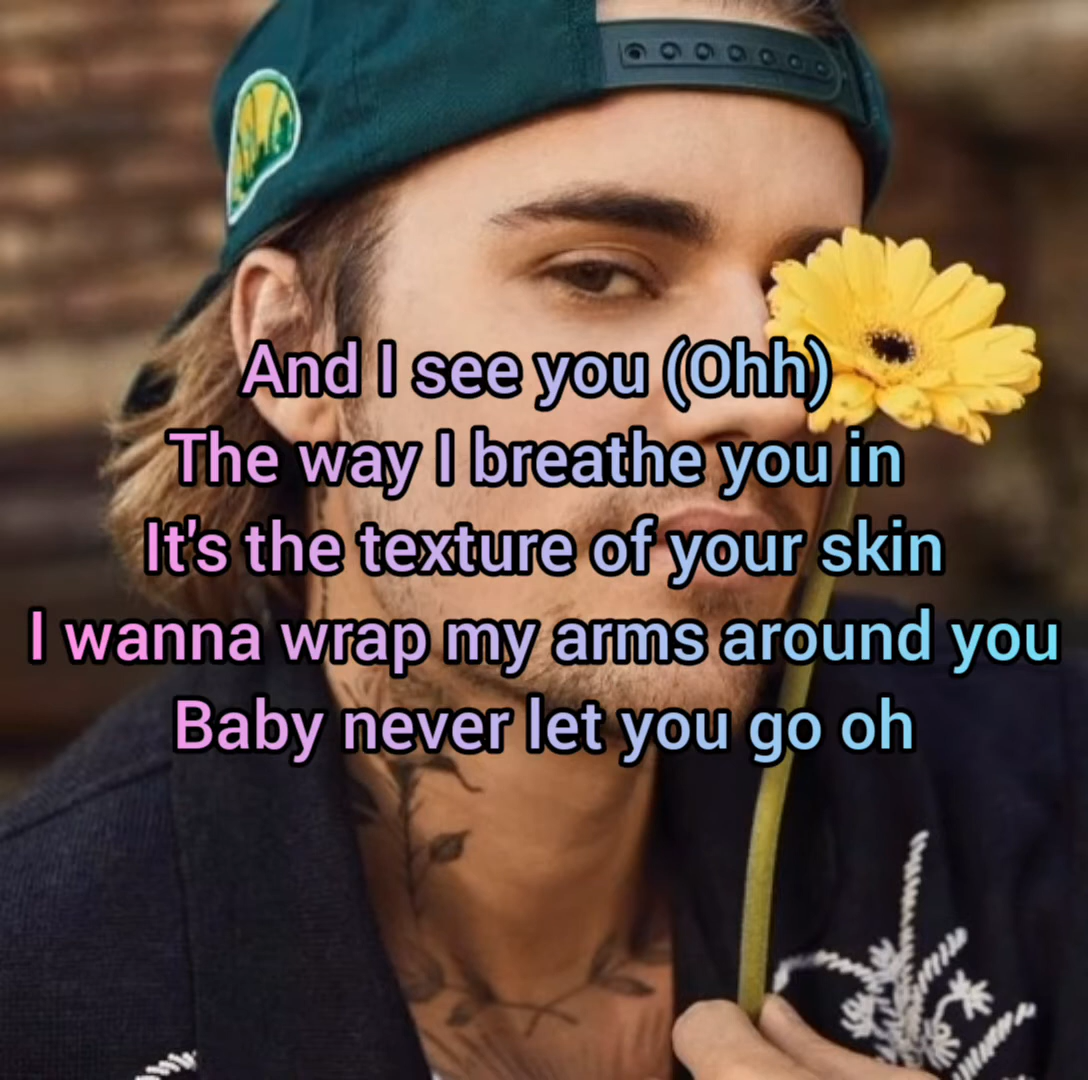 And I see you (Ohh)
The way I breathe you in
It's the texture of your skin
I wanna wrap my arms around you
Baby never let you go oh